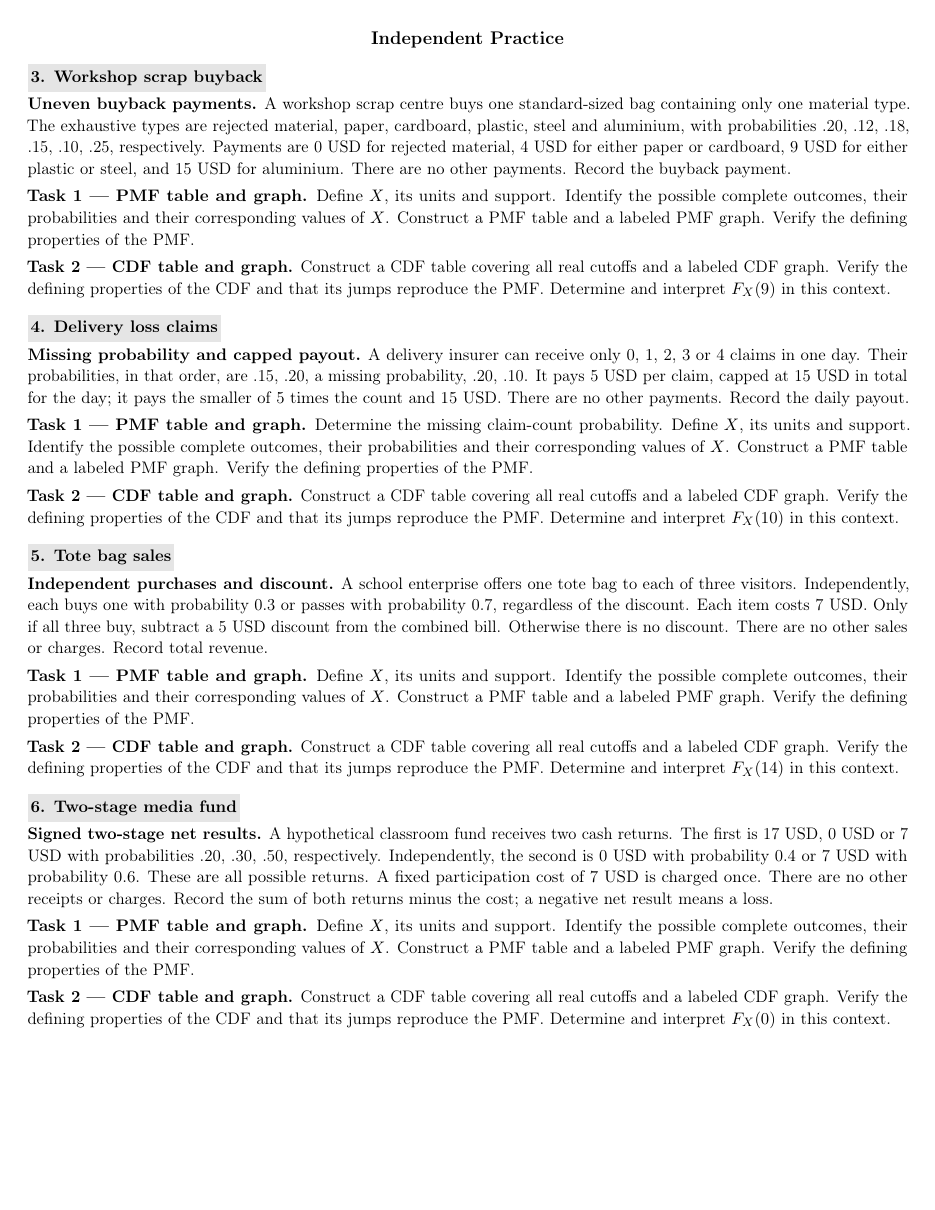 Independent Practice
3. Workshop scrap buyback
Uneven buyback payments. A workshop scrap centre buys one standard-sized bag containing only one material type.
The exhaustive types are rejected material, paper, cardboard, plastic, steel and aluminium, with probabilities .20, .12, .18,
.15, .10, .25, respectively. Payments are 0 USD for rejected material, 4 USD for either paper or cardboard, 9 USD for either
plastic or steel, and 15 USD for aluminium. There are no other payments. Record the buyback payment.
Task 1 — PMF table and graph. Define X, its units and support. Identify the possible complete outcomes, their
probabilities and their corresponding values of X. Construct a PMF table and a labeled PMF graph. Verify the defining
properties of the PMF.
Task 2 — CDF table and graph. Construct a CDF table covering all real cutoffs and a labeled CDF graph. Verify the
defining properties of the CDF and that its jumps reproduce the PMF. Determine and interpret F_X(9) in this context.
4. Delivery loss claims
Missing probability and capped payout. A delivery insurer can receive only 0, 1, 2, 3 or 4 claims in one day. Their
probabilities, in that order, are .15, .20, a missing probability, .20, .10. It pays 5 USD per claim, capped at 15 USD in total
for the day; it pays the smaller of 5 times the count and 15 USD. There are no other payments. Record the daily payout.
Task 1 — PMF table and graph. Determine the missing claim-count probability. Define X, its units and support.
Identify the possible complete outcomes, their probabilities and their corresponding values of X. Construct a PMF table
and a labeled PMF graph. Verify the defining properties of the PMF.
Task 2 — CDF table and graph. Construct a CDF table covering all real cutoffs and a labeled CDF graph. Verify the
defining properties of the CDF and that its jumps reproduce the PMF. Determine and interpret F_X(10) in this context.
5. Tote bag sales
Independent purchases and discount. A school enterprise offers one tote bag to each of three visitors. Independently,
each buys one with probability 0.3 or passes with probability 0.7, regardless of the discount. Each item costs 7 USD. Only
if all three buy, subtract a 5 USD discount from the combined bill. Otherwise there is no discount. There are no other sales
or charges. Record total revenue.
Task 1 — PMF table and graph. Define X, its units and support. Identify the possible complete outcomes, their
probabilities and their corresponding values of X. Construct a PMF table and a labeled PMF graph. Verify the defining
properties of the PMF.
Task 2 — CDF table and graph. Construct a CDF table covering all real cutoffs and a labeled CDF graph. Verify the
defining properties of the CDF and that its jumps reproduce the PMF. Determine and interpret F_X(14) in this context.
6. Two-stage media fund
Signed two-stage net results. A hypothetical classroom fund receives two cash returns. The first is 17 USD, 0 USD or 7
USD with probabilities .20, .30, .50, respectively. Independently, the second is 0 USD with probability 0.4 or 7 USD with
probability 0.6. These are all possible returns. A fixed participation cost of 7 USD is charged once. There are no other
receipts or charges. Record the sum of both returns minus the cost; a negative net result means a loss.
Task 1 — PMF table and graph. Define X, its units and support. Identify the possible complete outcomes, their
probabilities and their corresponding values of X. Construct a PMF table and a labeled PMF graph. Verify the defining
properties of the PMF.
Task 2 — CDF table and graph. Construct a CDF table covering all real cutoffs and a labeled CDF graph. Verify the
defining properties of the CDF and that its jumps reproduce the PMF. Determine and interpret F_X(0) in this context.